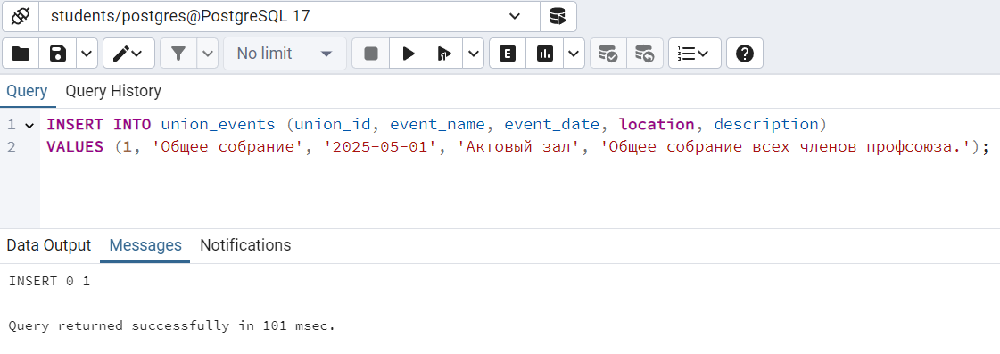 students/postgres@PostgreSQL 17
No limit
E
Query Query History
1 INSERT INTO union_events (union_id, event_name, event_date, location, description)
2 VALUES (1, 'Общее собрание', '2025-05-01', 'Актовый зал', 'Общее собрание всех членов профсоюза.');
Data Output Messages Notifications
INSERT 0 1
Query returned successfully in 101 msec.